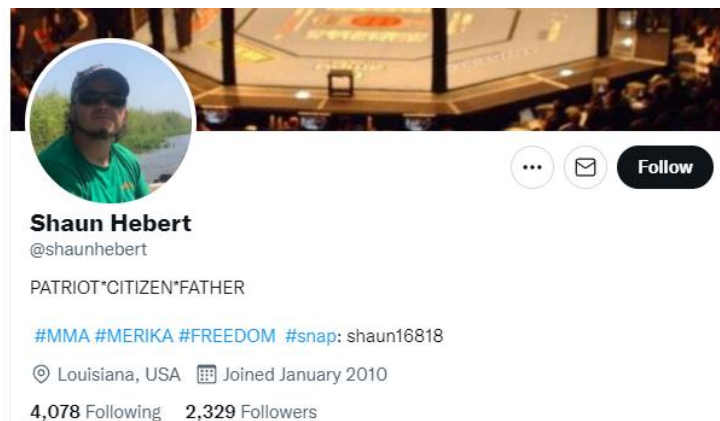 Follow
Shaun Hebert
@shaunhebert
PATRIOT*CITIZEN*FATHER
#MMA #MERIKA #FREEDOM #snap: shaun16818
Louisiana, USA Joined January 2010
4,078 Following 2,329 Followers